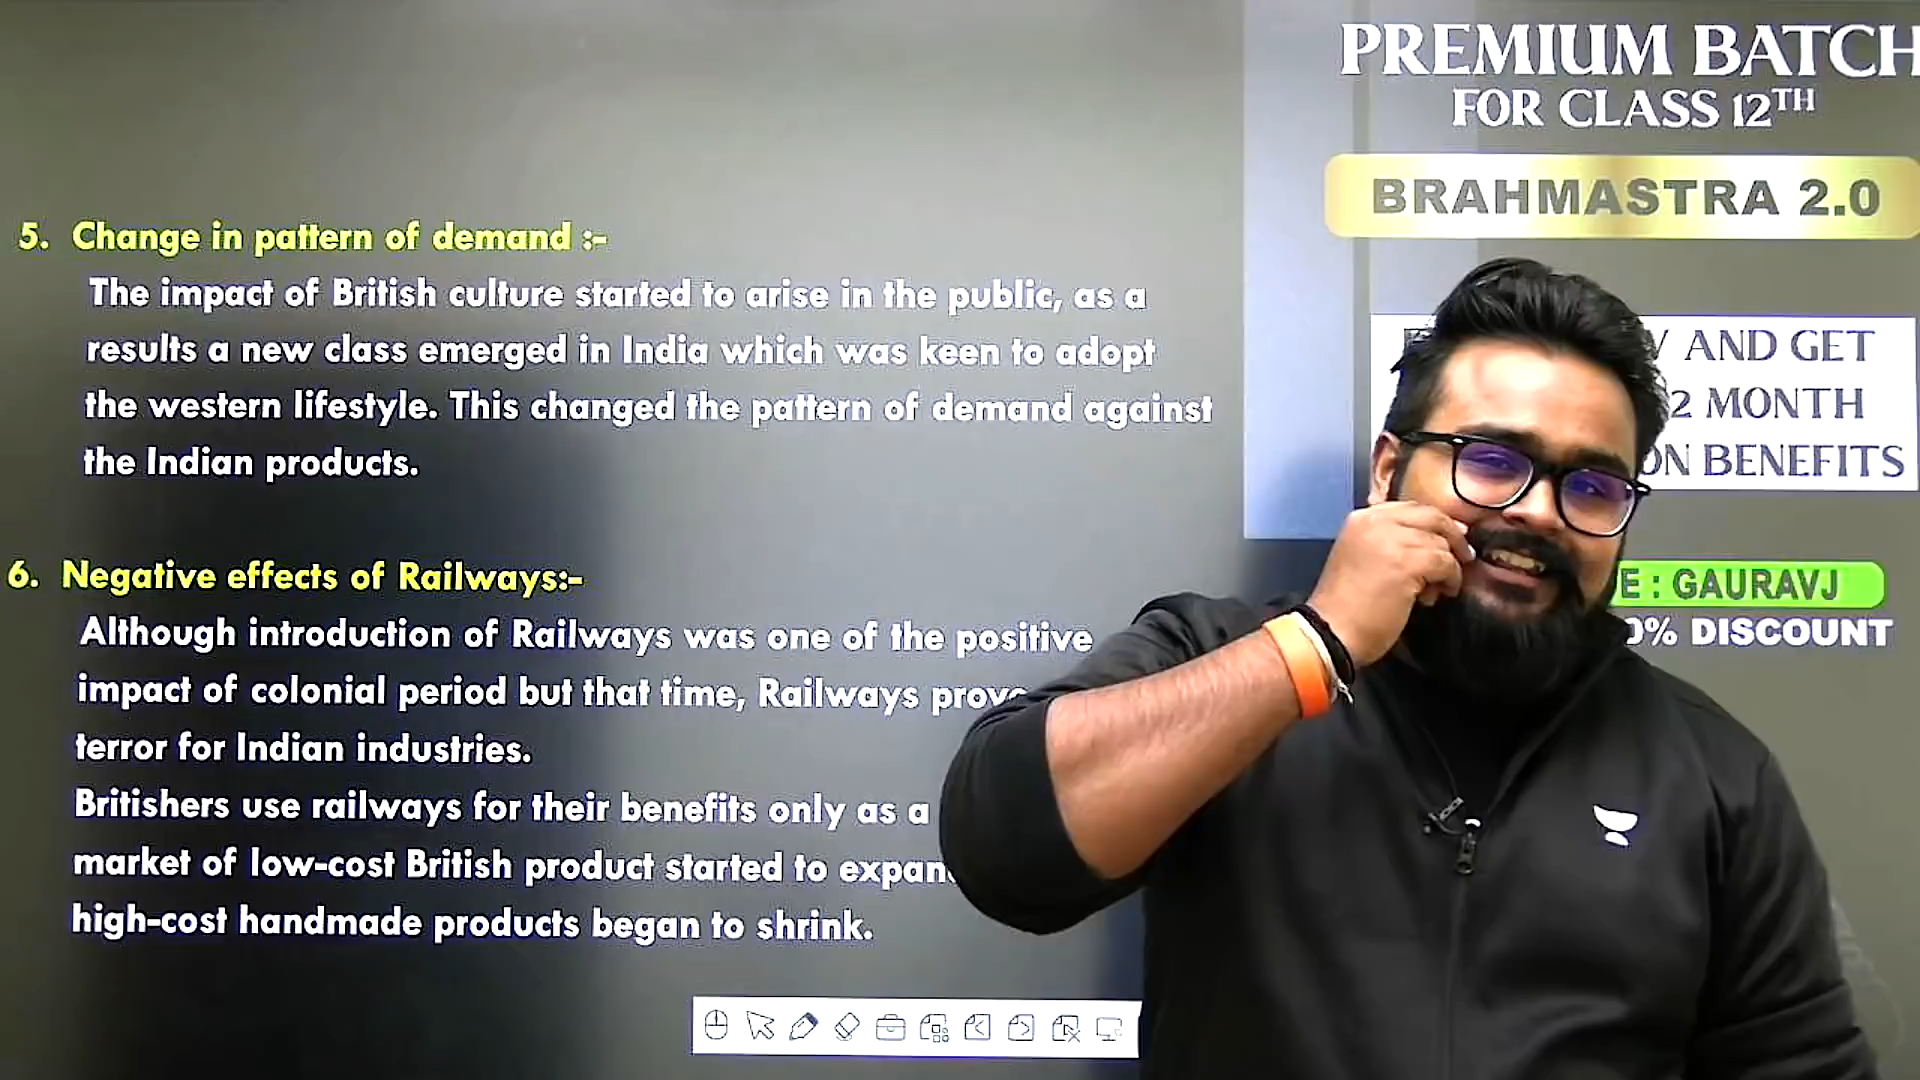 PREMIUM BATCH
FOR CLASS 12TH
BRAHMASTRA 2.0
AND GET
2 MONTH
BENEFITS
: GAURAVJ
DISCOUNT
5. Change in pattern of demand :-
The impact of British culture started to arise in the public, as a
results a new class emerged in India which was keen to adopt
the western lifestyle. This changed the pattern of demand against
the Indian products.
6. Negative effects of Railways:-
Although introduction of Railways was one of the positive
impact of colonial period but that time, Railways
terror for Indian industries.
Britishers use railways for their benefits only as a
market of low-cost British product started to
high-cost handmade products began to shrink.